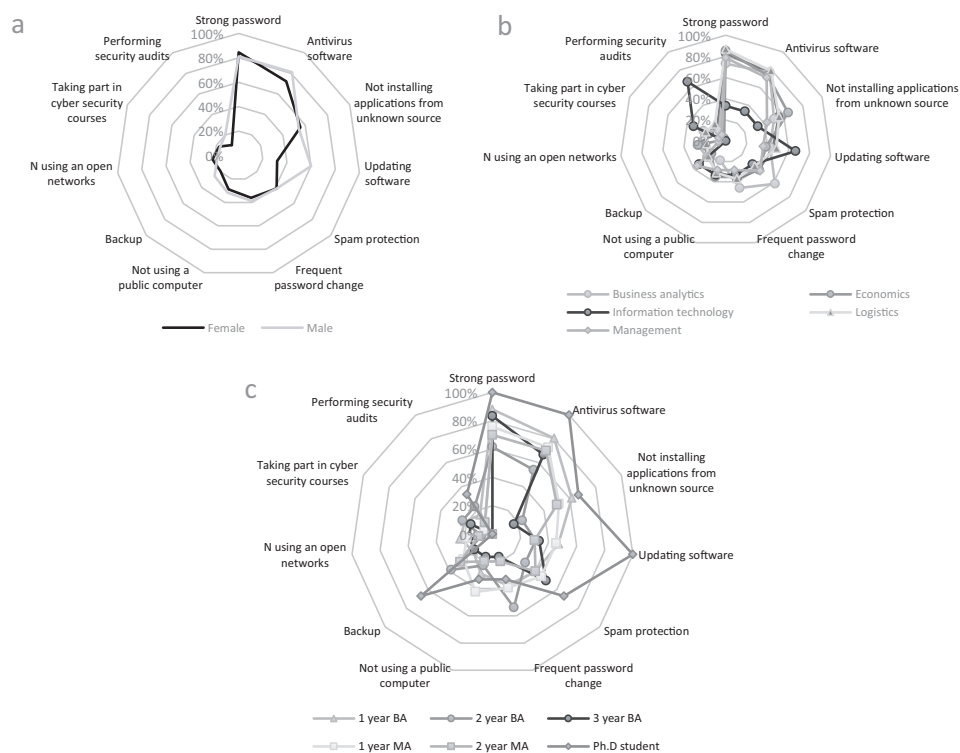 a
Strong password
100%
80%
60%
40%
20%
0%
Antivirus
software
Not installing
applications from
unknown source
Updating
software
Spam protection
Frequent
password change
Not using a
public computer
Backup
N using an open
networks
Taking part in
cyber security
courses
Performing
security audits
Female
Male
b
Strong password
100%
80%
60%
40%
20%
0%
Antivirus software
Not installing applications
from unknown source
Updating software
Spam protection
Frequent password
change
Not using a public
computer
Backup
N using an open networks
Taking part in cyber
security courses
Performing security
audits
Business analytics
Economics
Information technology
Logistics
Management
c
Strong password
100%
80%
60%
40%
20%
0%
Antivirus software
Not installing
applications from
unknown source
Updating software
Spam protection
Frequent password
change
Not using a public
computer
Backup
N using an open
networks
Taking part in cyber
security courses
Performing security
audits
1 year BA
2 year BA
3 year BA
1 year MA
2 year MA
Ph.D student